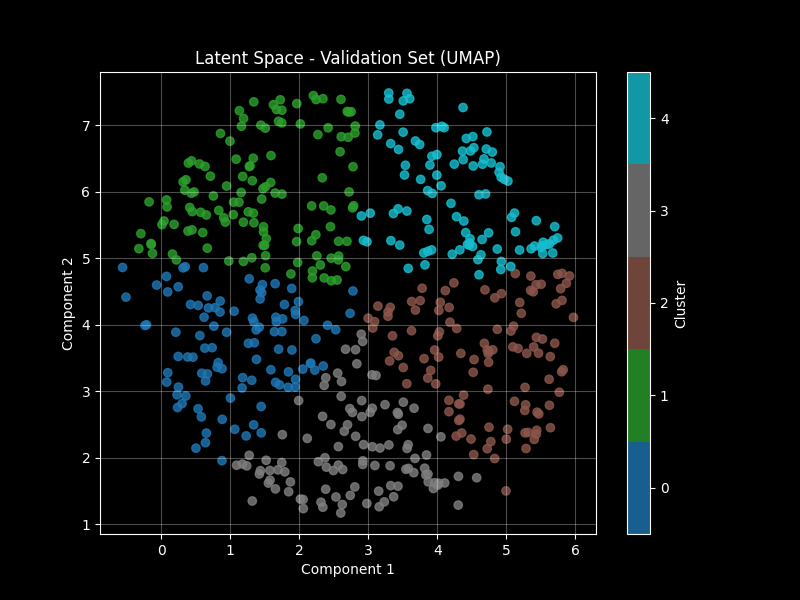 Latent Space - Validation Set (UMAP)
7
6
5
4
3
2
1
Component 2
0 1 2 3 4 5 6
Component 1
4
3
2
1
0
Cluster